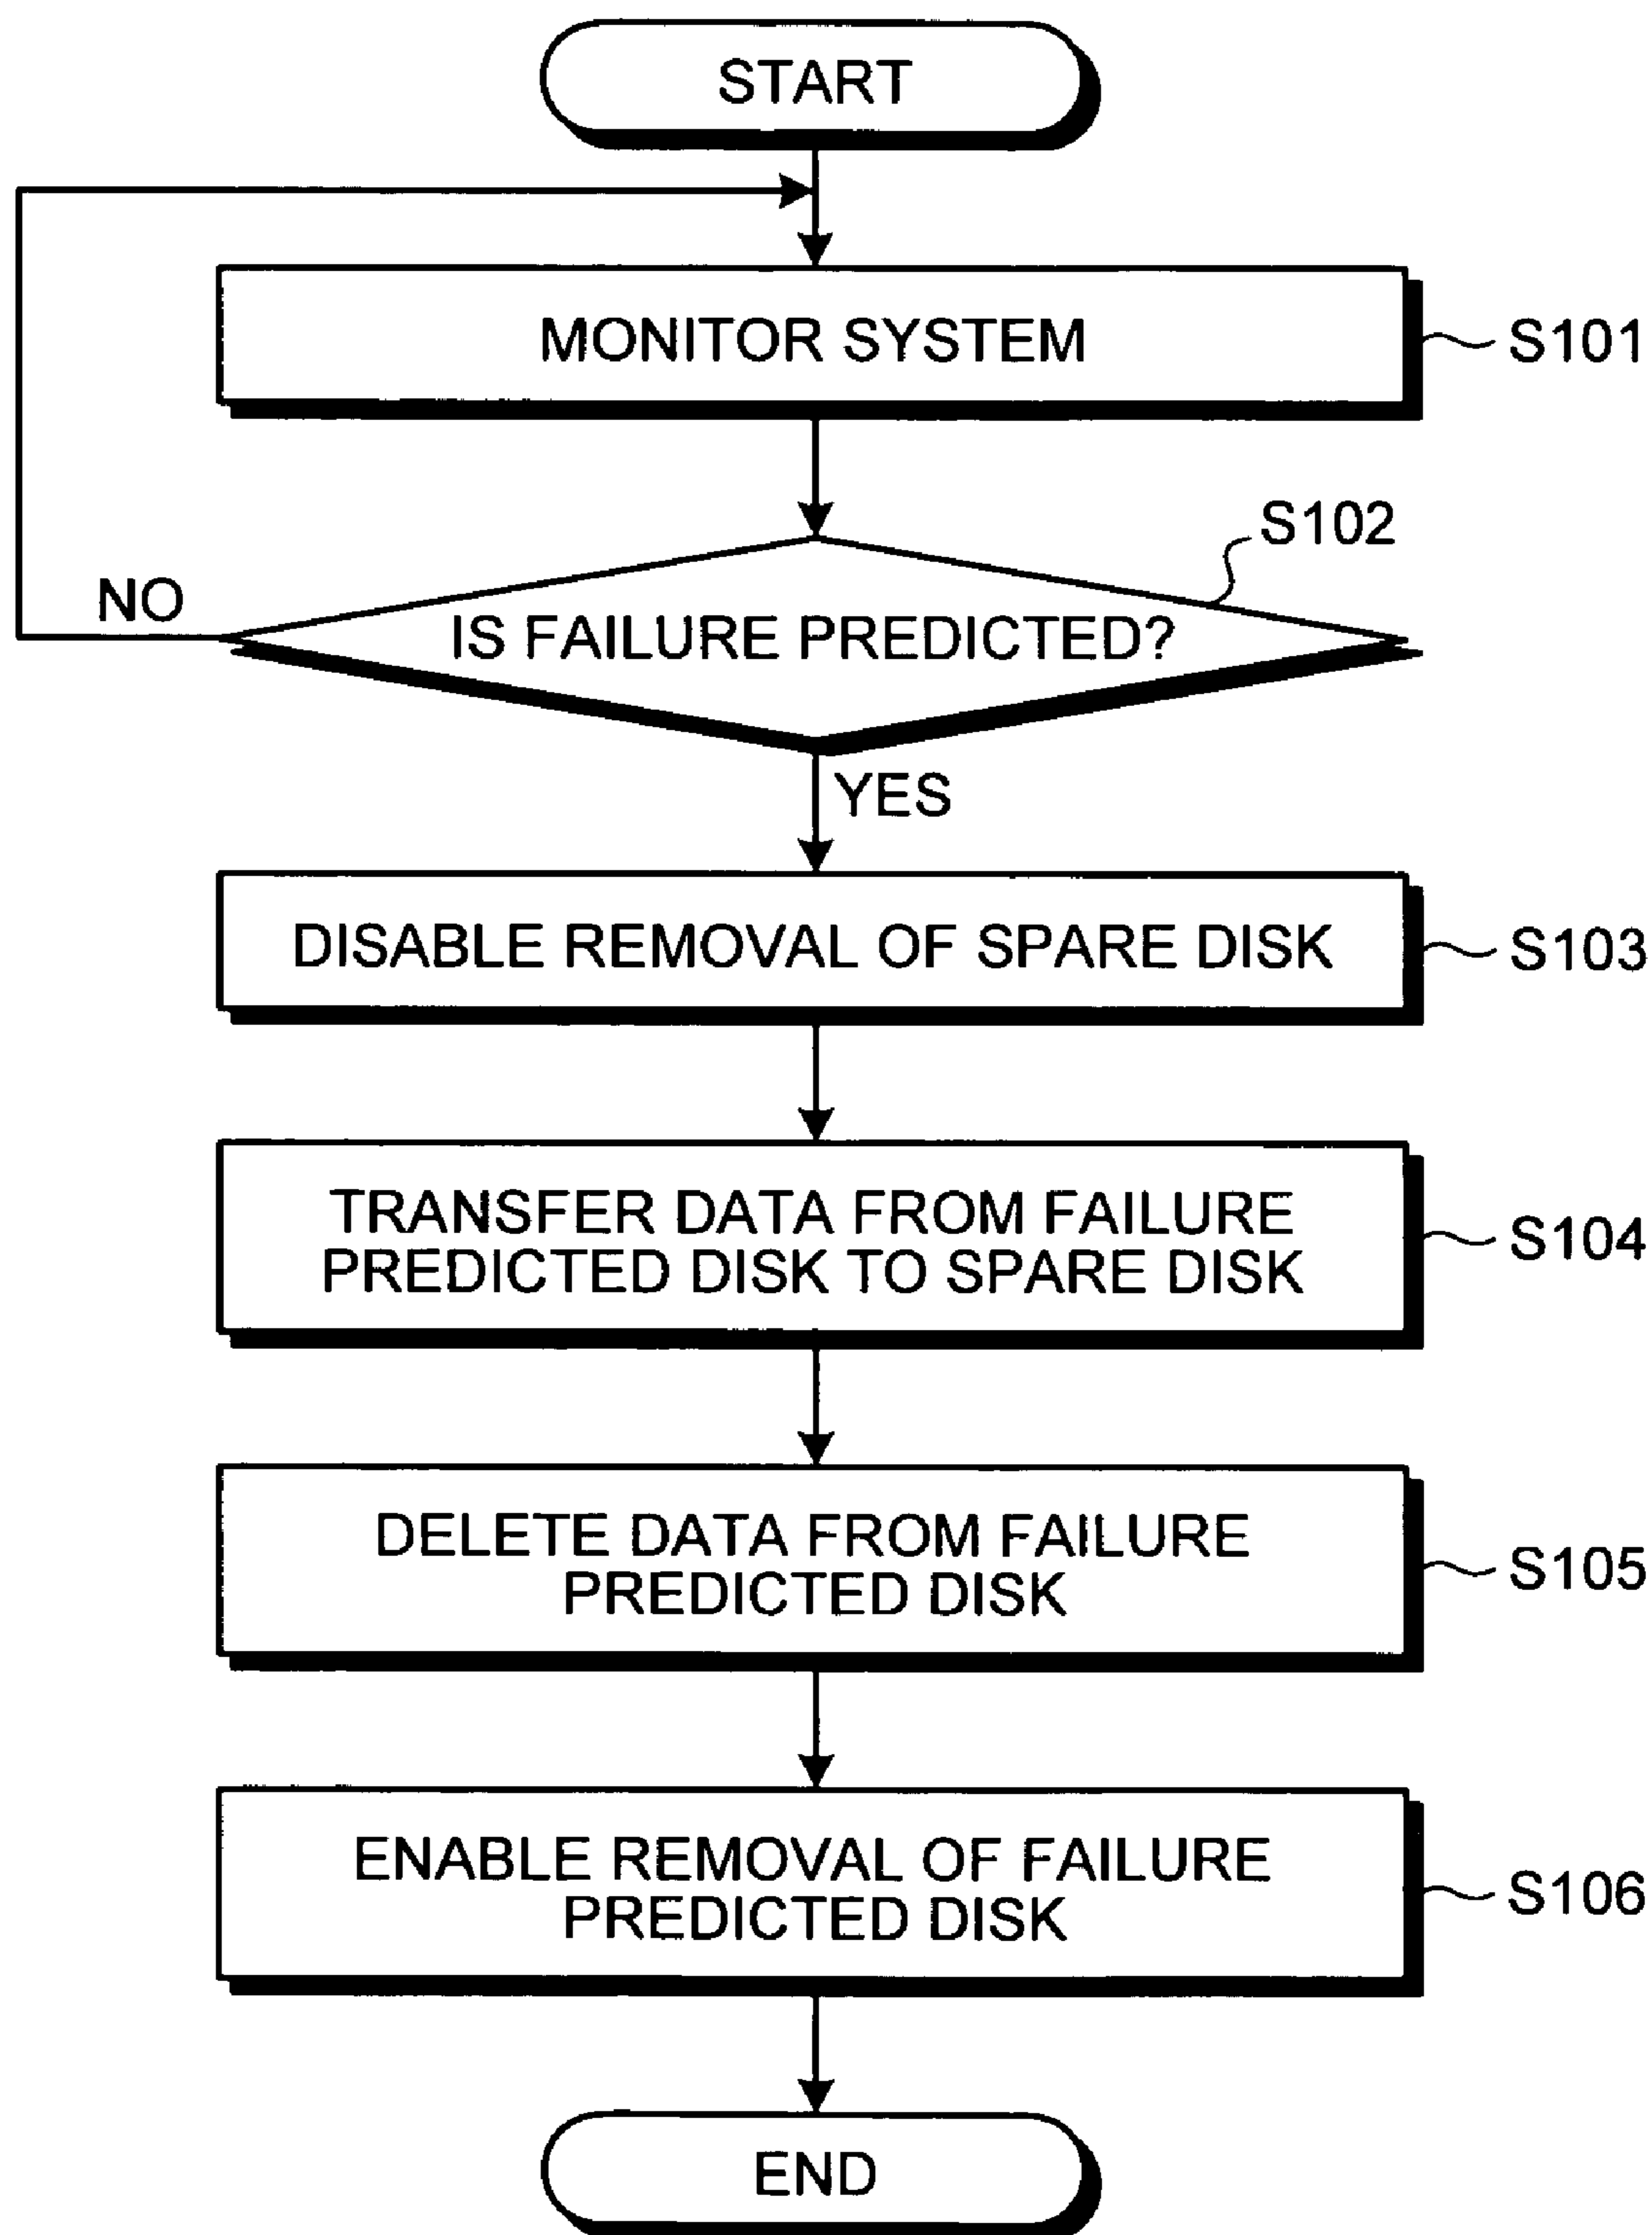 START
MONITOR SYSTEM
S101
S102
NO
IS FAILURE PREDICTED?
YES
DISABLE REMOVAL OF SPARE DISK
S103
TRANSFER DATA FROM FAILURE
PREDICTED DISK TO SPARE DISK
S104
DELETE DATA FROM FAILURE
PREDICTED DISK
S105
ENABLE REMOVAL OF FAILURE
PREDICTED DISK
S106
END